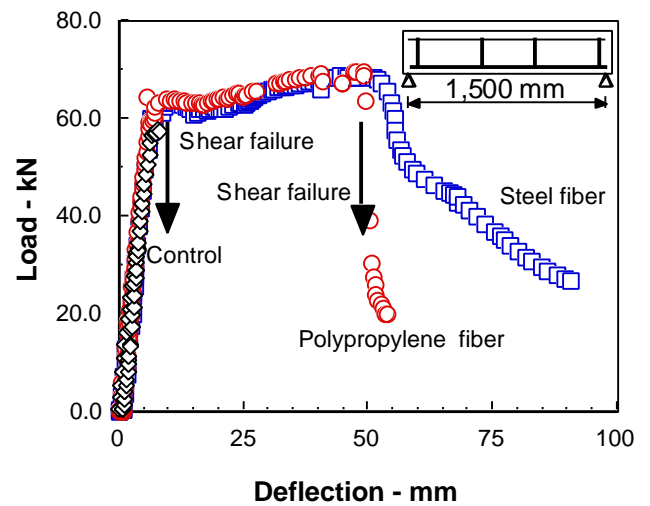 80.0
60.0
40.0
20.0
0.0
Load - kN
1,500 mm
Shear failure
Shear failure
Steel fiber
Control
Polypropylene fiber
0 25 50 75 100
Deflection - mm